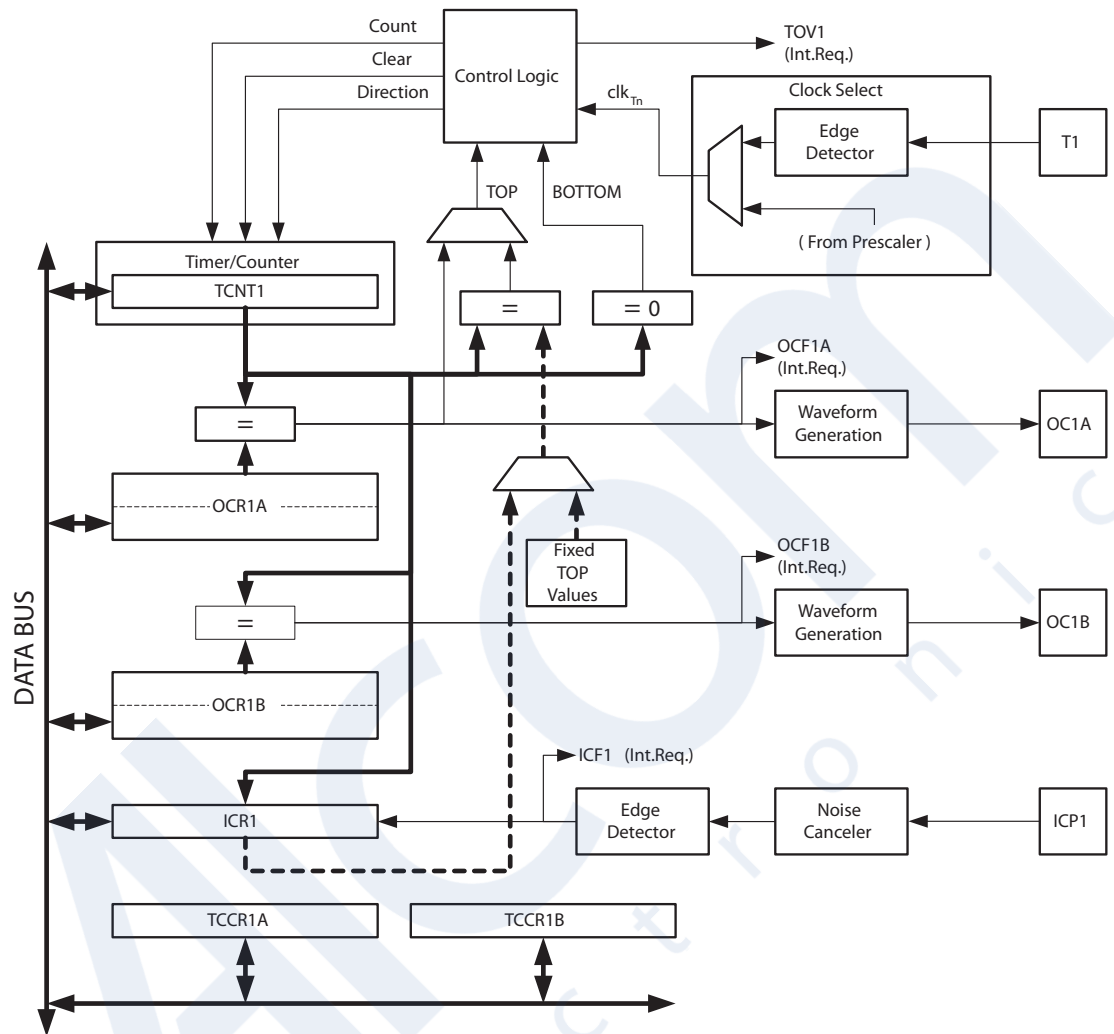 Count
Clear
Direction
Control Logic
TOV1
(Int.Req.)
clkTn
Clock Select
Edge
Detector
T1
( From Prescaler )
TOP
BOTTOM
Timer/Counter
TCNT1
=
= 0
OCF1A
(Int.Req.)
=
Waveform
Generation
OC1A
OCR1A
Fixed
TOP
Values
OCF1B
(Int.Req.)
=
Waveform
Generation
OC1B
DATA BUS
OCR1B
ICF1 (Int.Req.)
ICR1
Edge
Detector
Noise
Canceler
ICP1
TCCR1A
TCCR1B